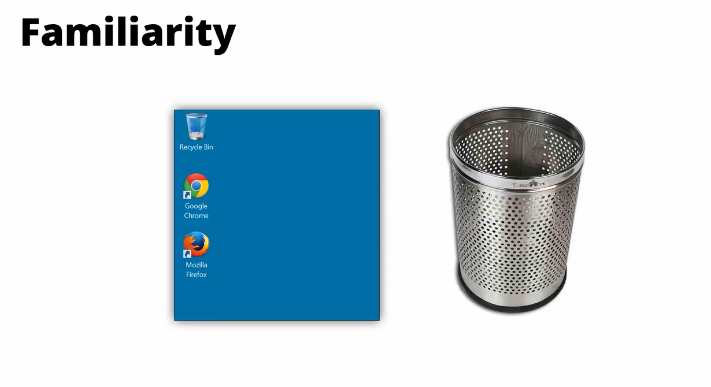 Familiarity
Recycle Bin
Google
Chrome
Mozilla
Firefox